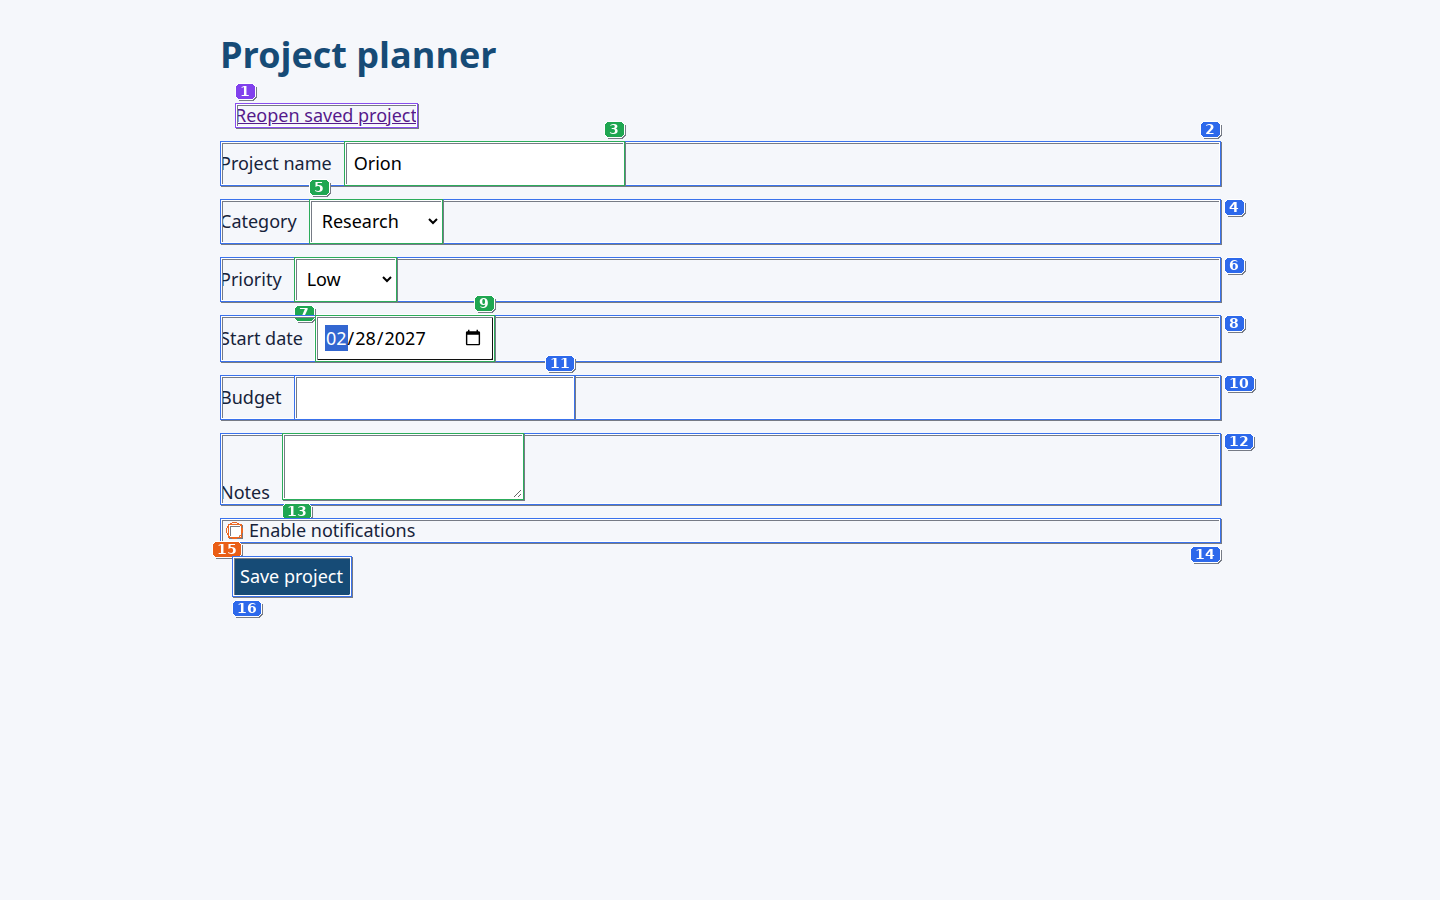 Project planner
1
Reopen saved project
3
2
Project name Orion
5
Category Research
4
Priority Low
6
7
9
Start date 02/28/2027
8
11
Budget
10
Notes
12
13
Enable notifications
15
14
Save project
16